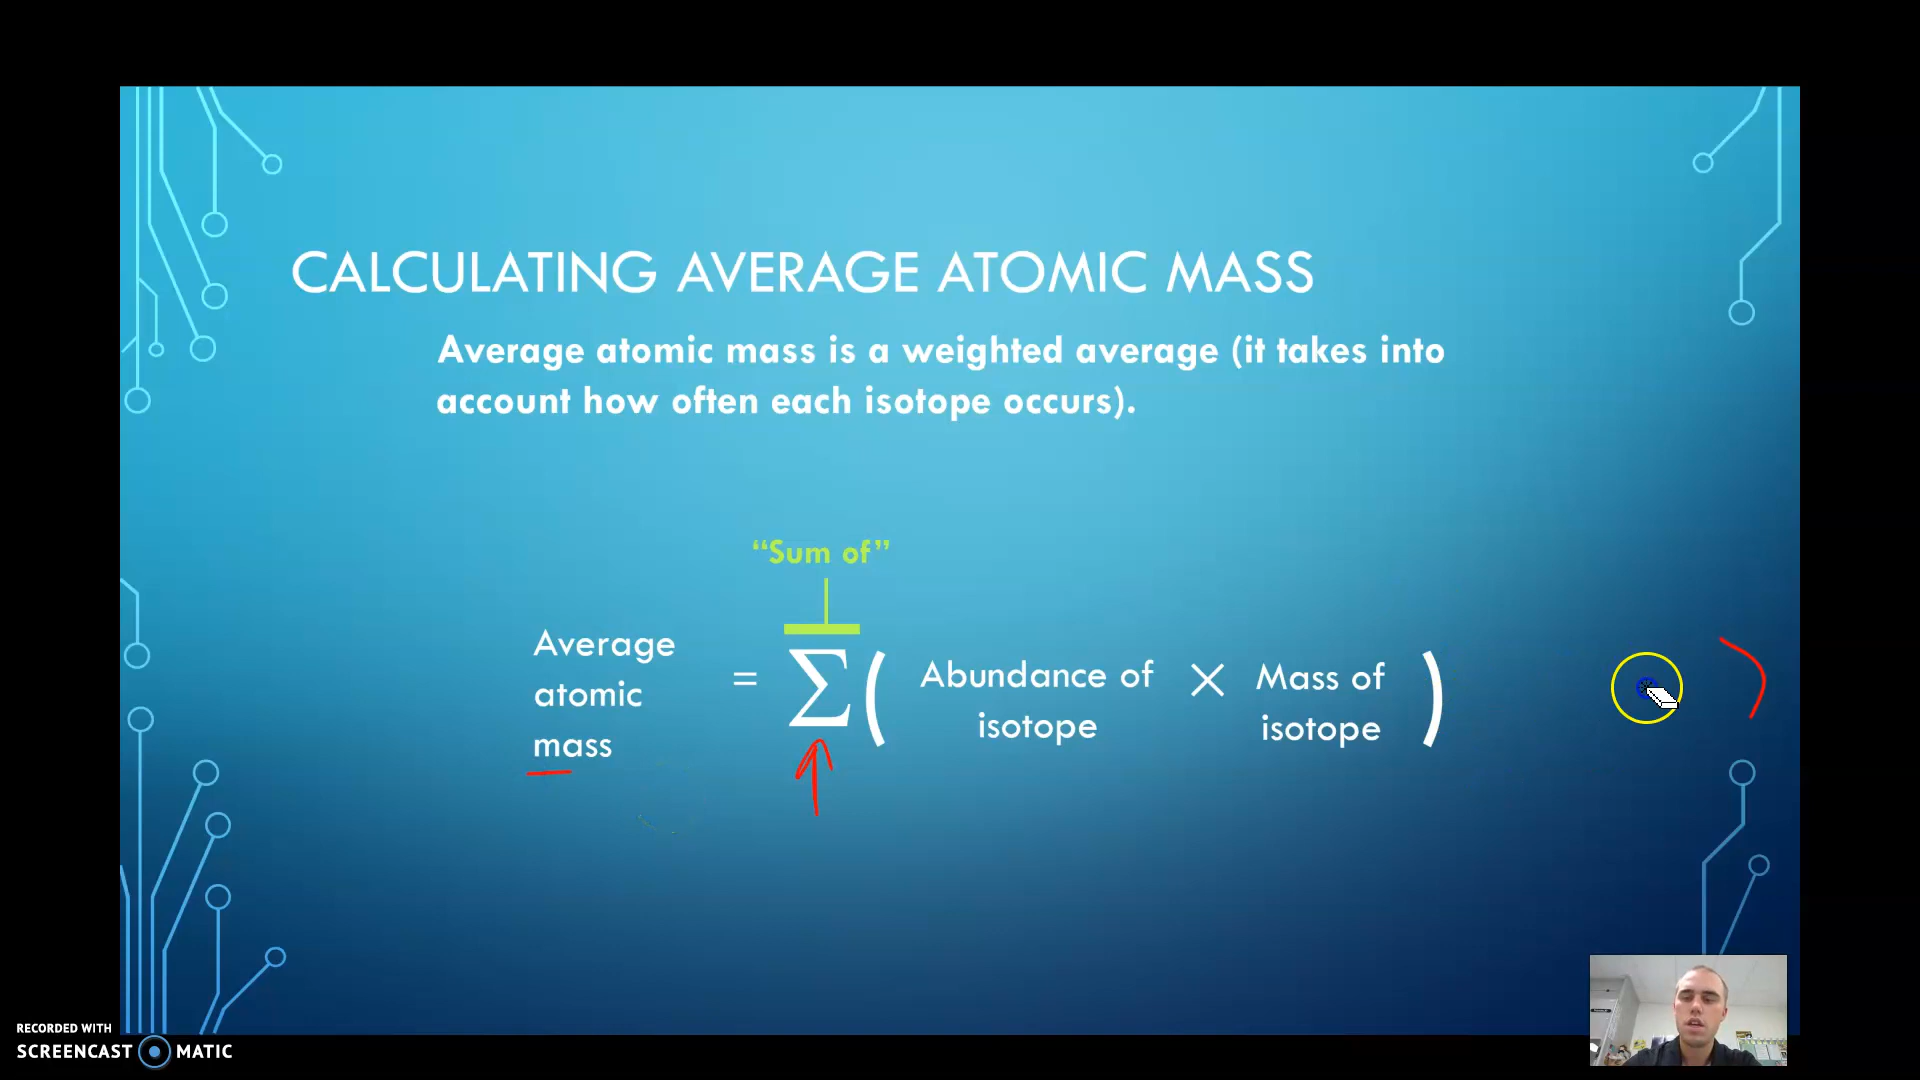 CALCULATING AVERAGE ATOMIC MASS
Average atomic mass is a weighted average (it takes into
account how often each isotope occurs).
“Sum of”
Average
atomic
mass
= Σ ( Abundance of
isotope
× Mass of
isotope )
RECORDED WITH
SCREENCAST MATIC